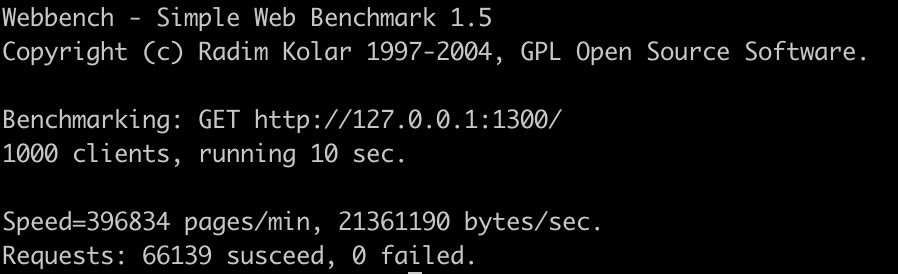 Webbench - Simple Web Benchmark 1.5
Copyright (c) Radim Kolar 1997-2004, GPL Open Source Software.
Benchmarking: GET http://127.0.0.1:1300/
1000 clients, running 10 sec.
Speed=396834 pages/min, 21361190 bytes/sec.
Requests: 66139 susceed, 0 failed.